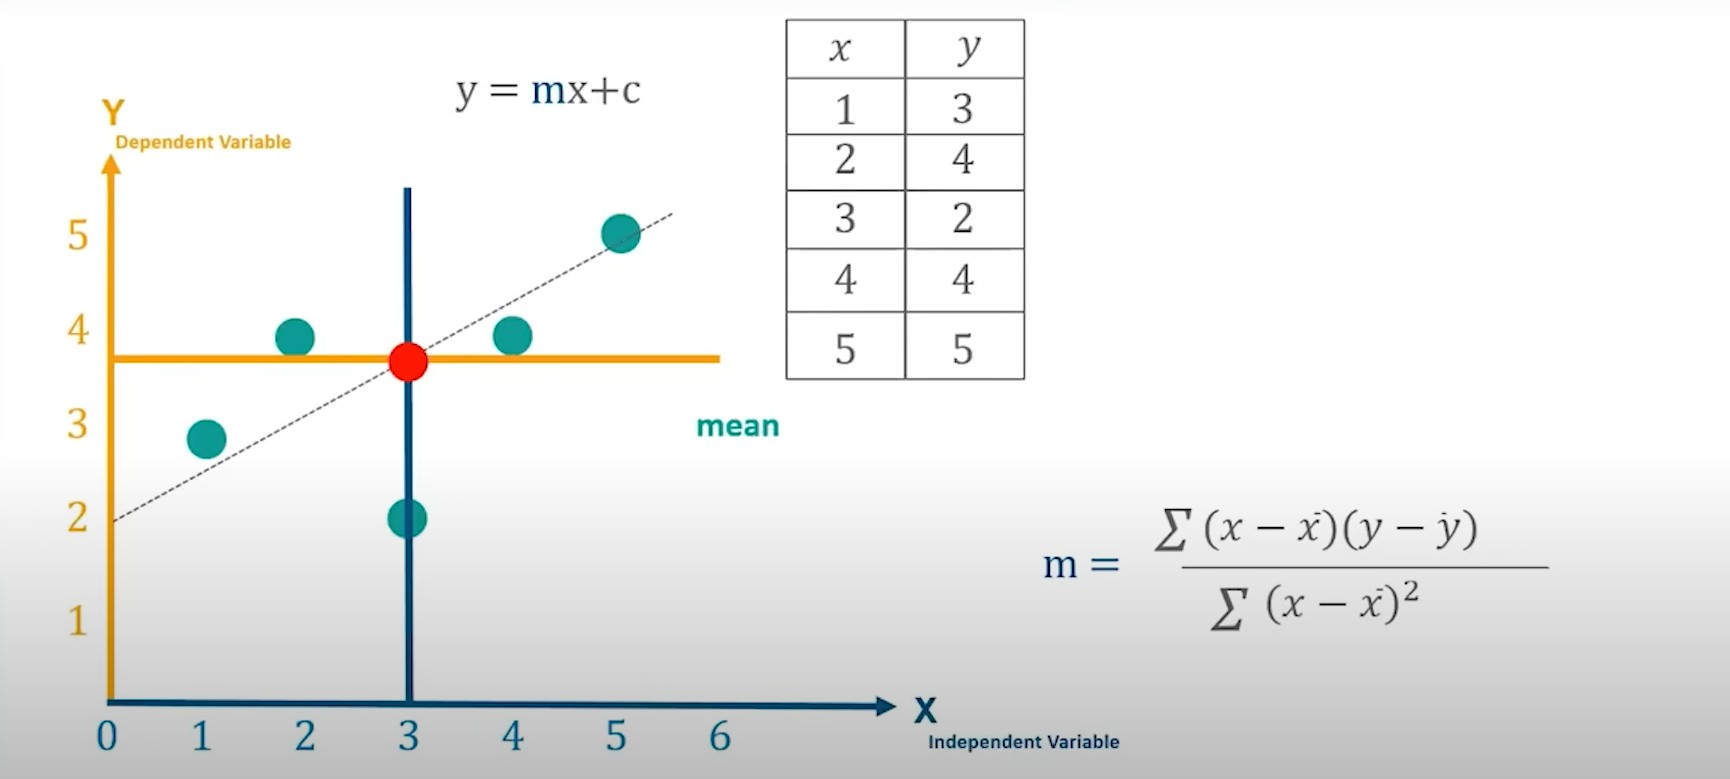 y = mx+c
Y
Dependent Variable
5
4
3
2
1
0 1 2 3 4 5 6
X
Independent Variable
mean
x y
1 3
2 4
3 2
4 4
5 5
m = ∑ (x − x̄)(y − ȳ)
∑ (x − x̄)²